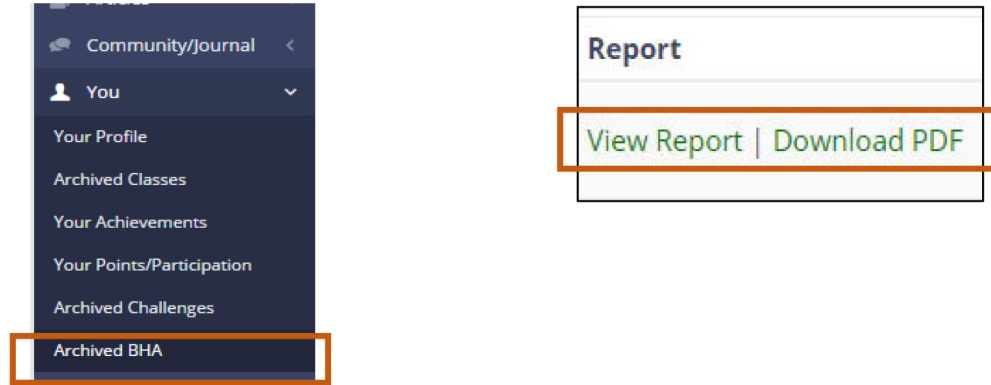 Community/Journal
You
Your Profile
Archived Classes
Your Achievements
Your Points/Participation
Archived Challenges
Archived BHA
Report
View Report | Download PDF